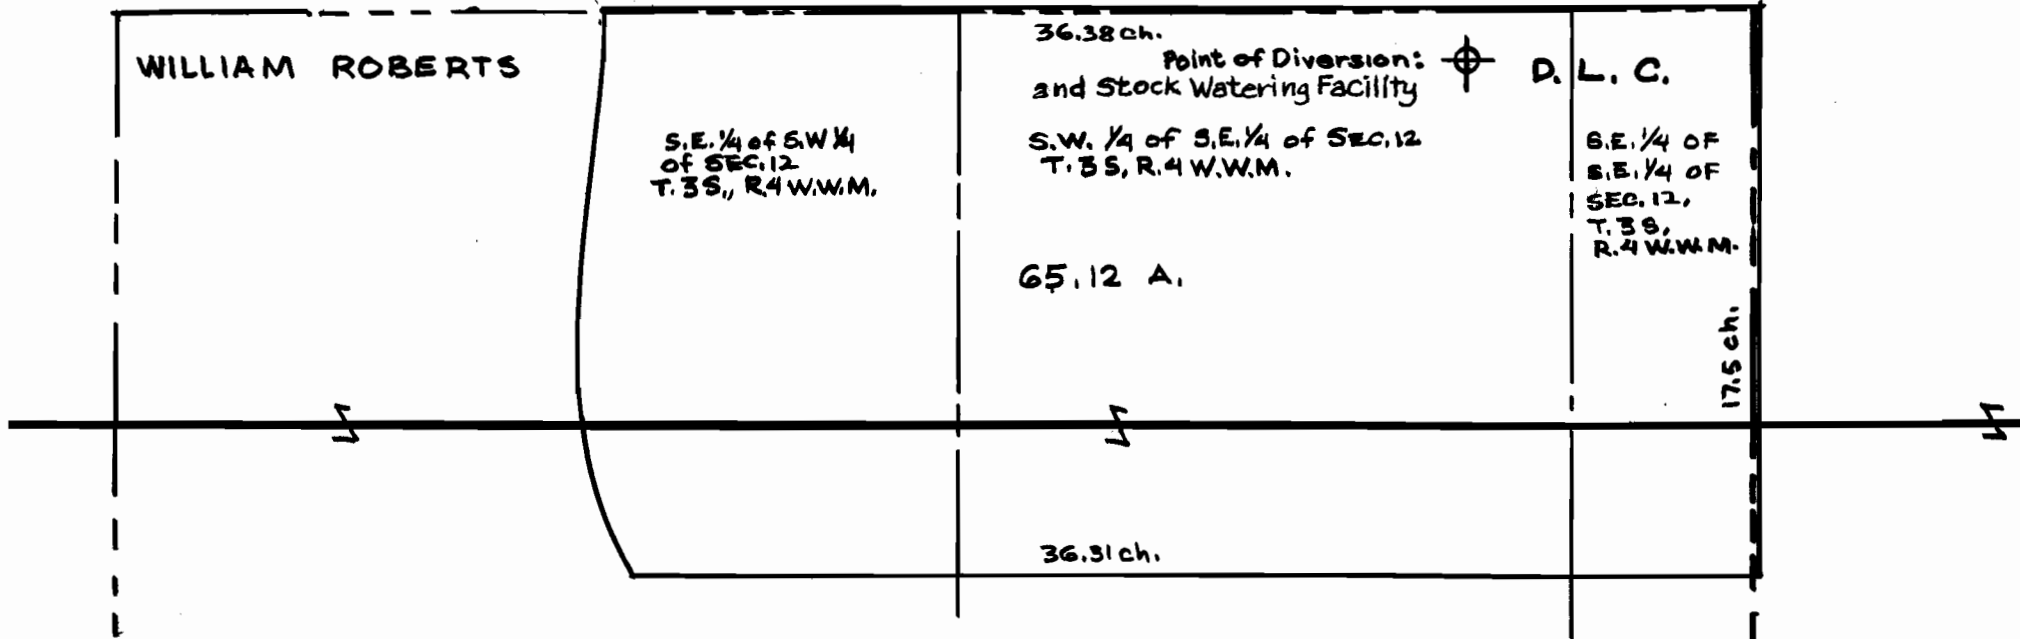 WILLIAM ROBERTS
36.38 ch.
Point of Diversion:
and Stock Watering Facility
D. L. C.
S.E. 1/4 of S.W 1/4
of SEC. 12
T. 3 S., R.4 W.W.M.
S.W. 1/4 of S.E. 1/4 of SEC. 12
T. 3 S, R. 4 W.W.M.
S.E. 1/4 OF
S.E. 1/4 OF
SEC. 12,
T. 3 S,
R. 4 W.W.M.
65.12 A.
17.5 ch.
36.31 ch.